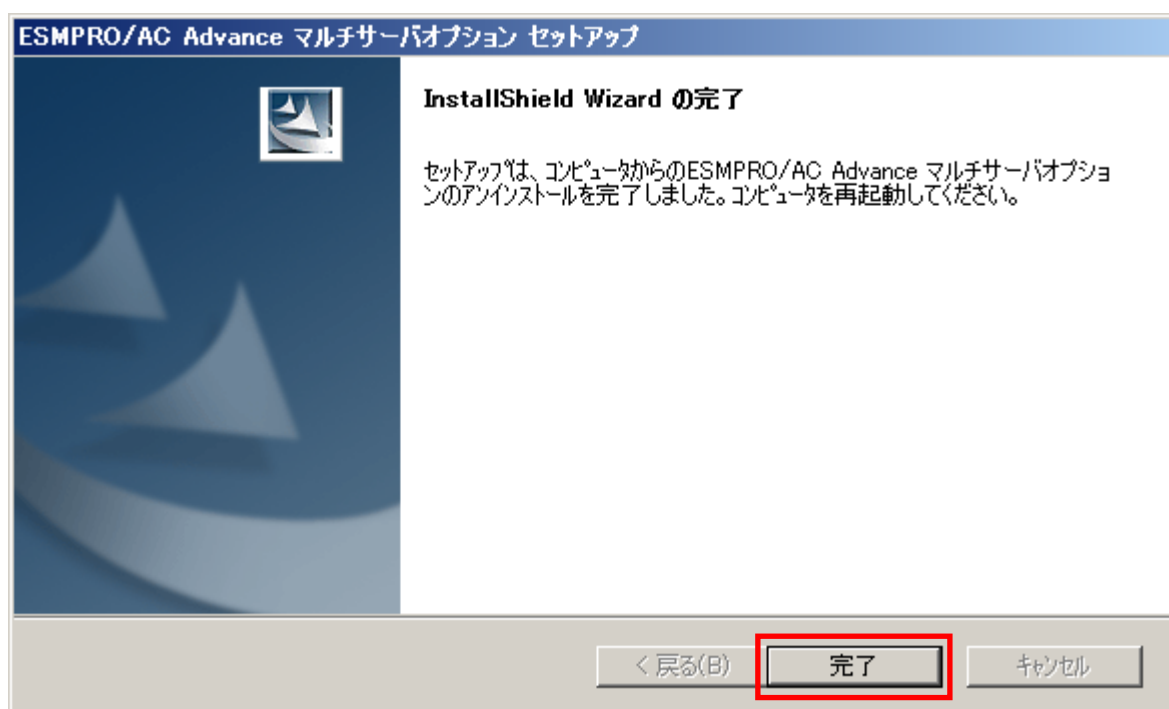 ESMPRO/AC Advance マルチサーバオプション セットアップ
InstallShield Wizard の完了
セットアップは、コンピュータからのESMPRO/AC Advance マルチサーバオプショ
ンのアンインストールを完了しました。コンピュータを再起動してください。
< 戻る(B) 完了 キャンセル